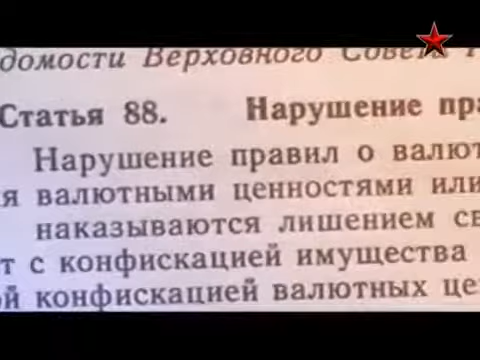 домости Верховного Совета
Статья 88. Нарушение пра
Нарушение правил о валют
я валютными ценностями или
наказываются лишением св
т с конфискацией имущества
ой конфискацией валютных це